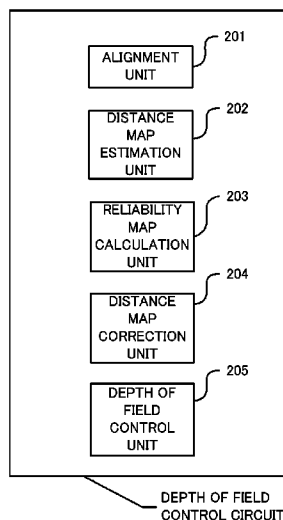 201
ALIGNMENT
UNIT
202
DISTANCE
MAP
ESTIMATION
UNIT
203
RELIABILITY
MAP
CALCULATION
UNIT
204
DISTANCE
MAP
CORRECTION
UNIT
205
DEPTH OF
FIELD
CONTROL
UNIT
DEPTH OF FIELD
CONTROL CIRCUIT